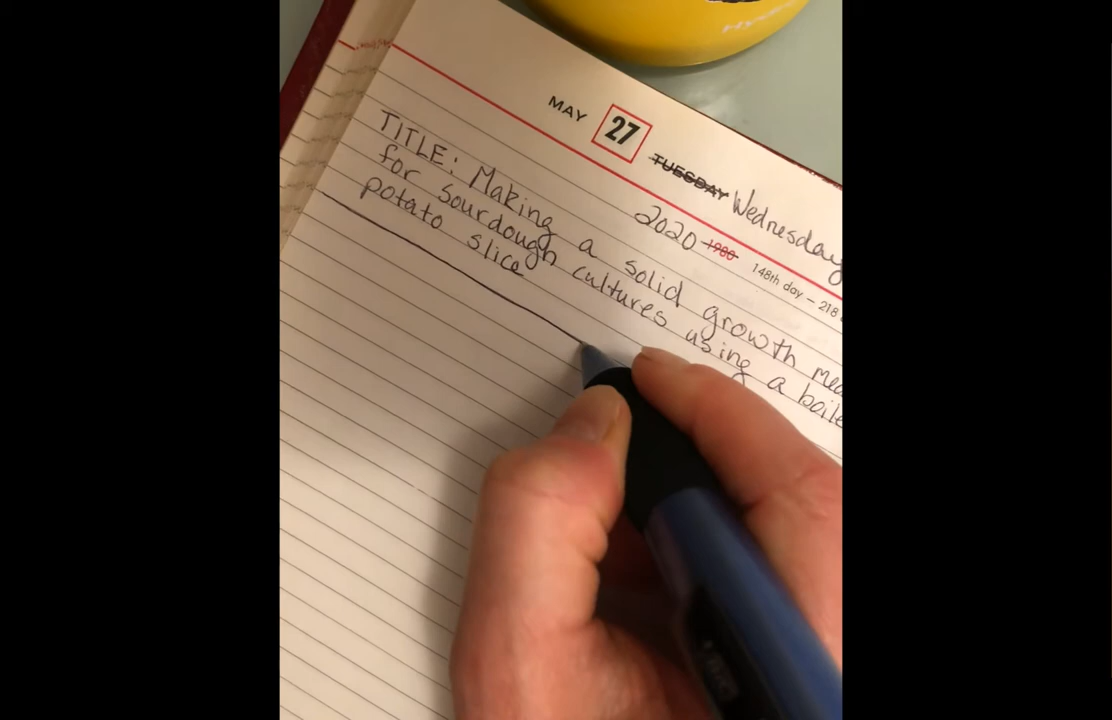 MAY 27 TUESDAY Wednesday
2020 1980 148th day – 218
TITLE: Making a solid growth
for sourdough cultures using a
potato slice